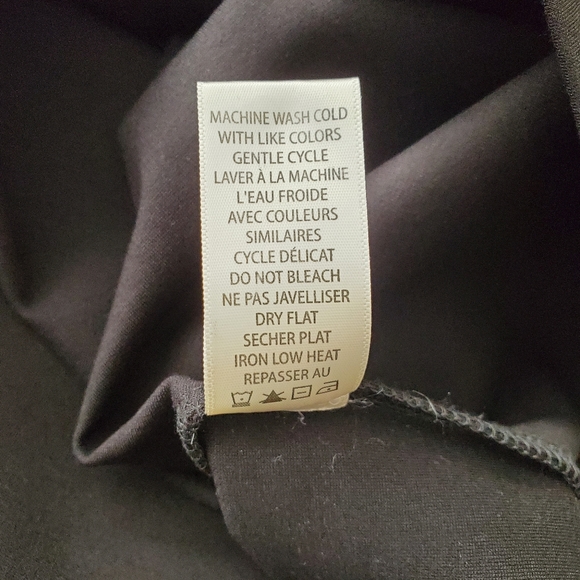 MACHINE WASH COLD
WITH LIKE COLORS
GENTLE CYCLE
LAVER À LA MACHINE
L'EAU FROIDE
AVEC COULEURS
SIMILAIRES
CYCLE DÉLICAT
DO NOT BLEACH
NE PAS JAVELLISER
DRY FLAT
SECHER PLAT
IRON LOW HEAT
REPASSER AU